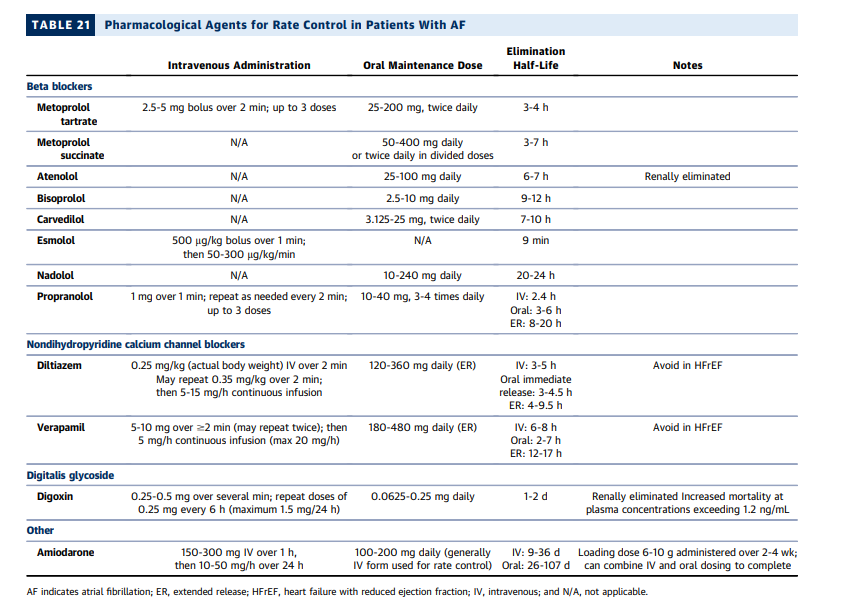 TABLE 21 Pharmacological Agents for Rate Control in Patients With AF
Intravenous Administration Oral Maintenance Dose Elimination Half-Life Notes
Beta blockers
Metoprolol 2.5-5 mg bolus over 2 min; up to 3 doses 25-200 mg, twice daily 3-4 h
tartrate
Metoprolol N/A 50-400 mg daily 3-7 h
succinate or twice daily in divided doses
Atenolol N/A 25-100 mg daily 6-7 h Renally eliminated
Bisoprolol N/A 2.5-10 mg daily 9-12 h
Carvedilol N/A 3.125-25 mg, twice daily 7-10 h
Esmolol 500 μg/kg bolus over 1 min; N/A 9 min
then 50-300 μg/kg/min
Nadolol N/A 10-240 mg daily 20-24 h
Propranolol 1 mg over 1 min; repeat as needed every 2 min; 10-40 mg, 3-4 times daily IV: 2.4 h
up to 3 doses Oral: 3-6 h
ER: 8-20 h
Nondihydropyridine calcium channel blockers
Diltiazem 0.25 mg/kg (actual body weight) IV over 2 min 120-360 mg daily (ER) IV: 3-5 h Avoid in HFrEF
May repeat 0.35 mg/kg over 2 min; Oral immediate
then 5-15 mg/h continuous infusion release: 3-4.5 h
ER: 4-9.5 h
Verapamil 5-10 mg over ≥2 min (may repeat twice); then 180-480 mg daily (ER) IV: 6-8 h Avoid in HFrEF
5 mg/h continuous infusion (max 20 mg/h) Oral: 2-7 h
ER: 12-17 h
Digitalis glycoside
Digoxin 0.25-0.5 mg over several min; repeat doses of 0.0625-0.25 mg daily 1-2 d Renally eliminated Increased mortality at
0.25 mg every 6 h (maximum 1.5 mg/24 h) plasma concentrations exceeding 1.2 ng/mL
Other
Amiodarone 150-300 mg IV over 1 h, 100-200 mg daily (generally IV: 9-36 d Loading dose 6-10 g administered over 2-4 wk;
then 10-50 mg/h over 24 h IV form used for rate control) Oral: 26-107 d can combine IV and oral dosing to complete
AF indicates atrial fibrillation; ER, extended release; HFrEF, heart failure with reduced ejection fraction; IV, intravenous; and N/A, not applicable.